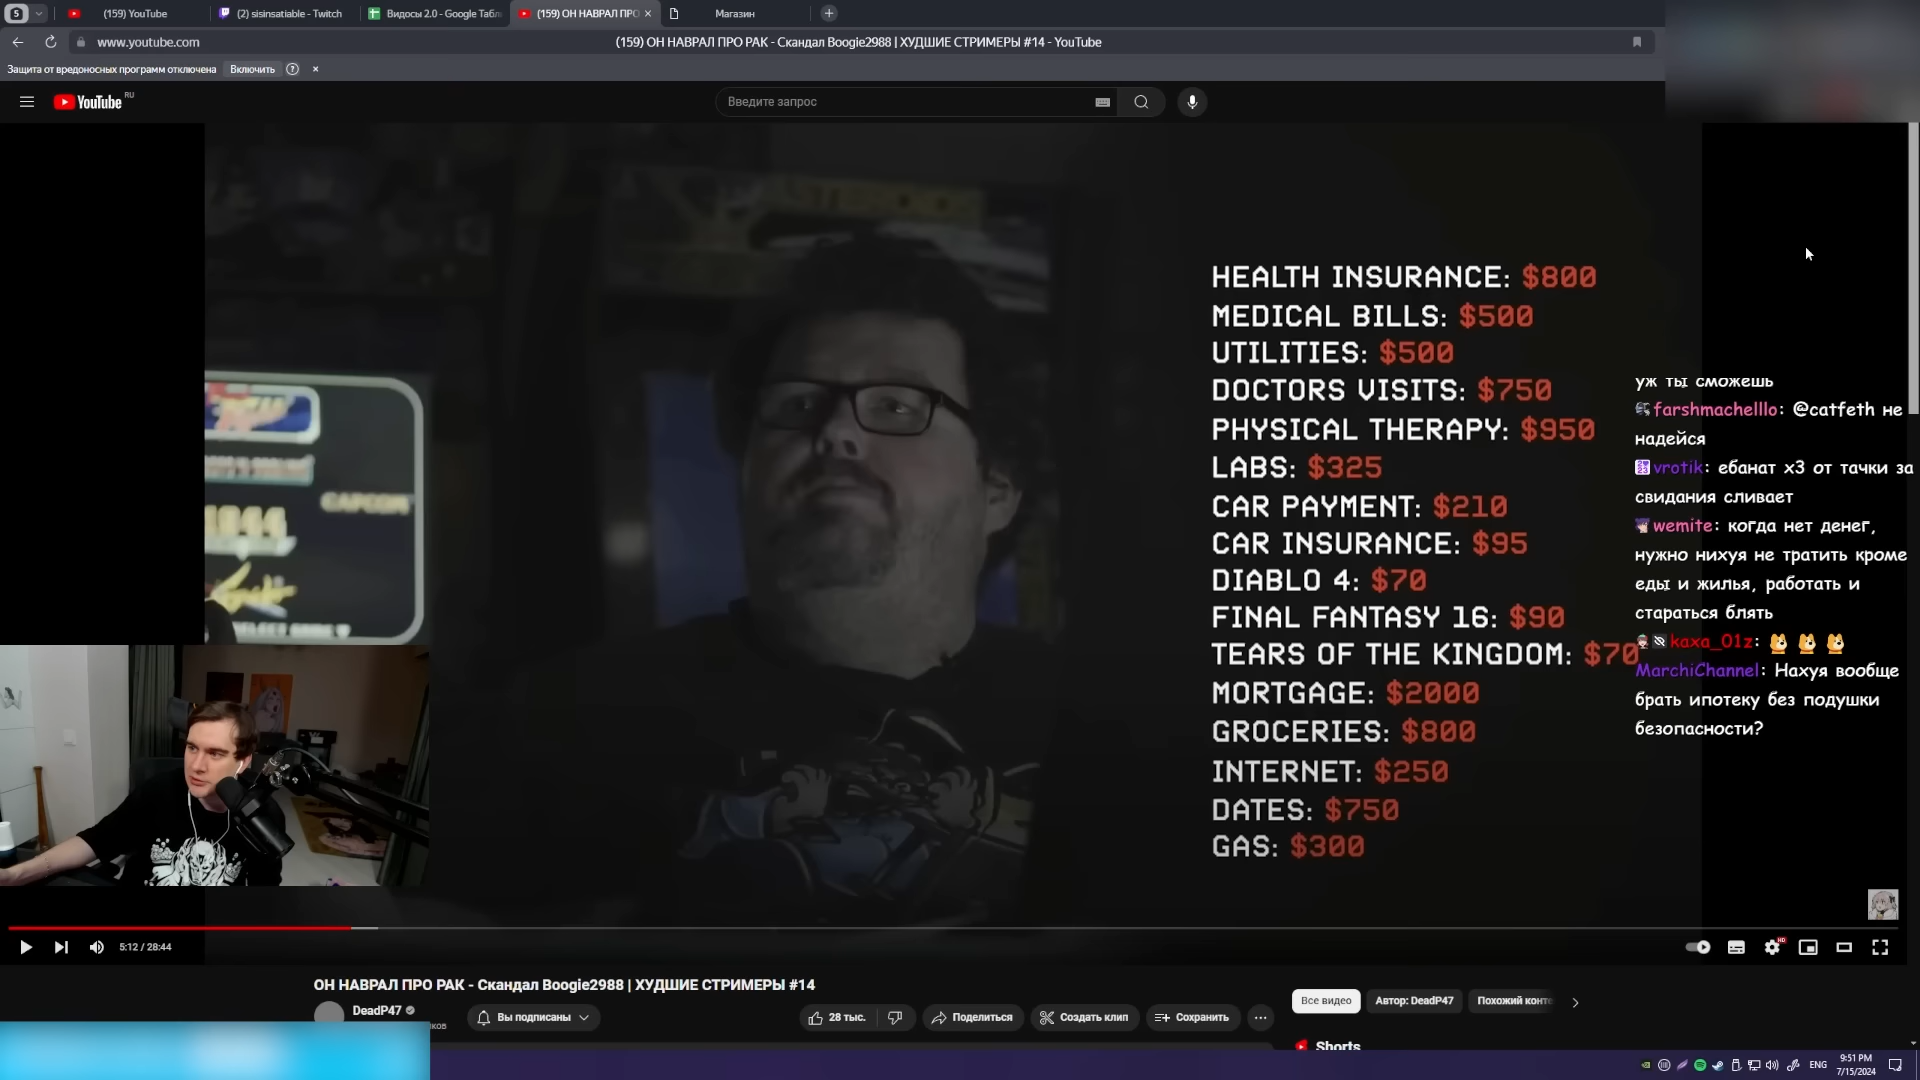 5
(159) YouTube
(2) sisinsatiable - Twitch
Видосы 2.0 - Google Табл
(159) ОН НАВРАЛ ПРО
Магазин
www.youtube.com
(159) ОН НАВРАЛ ПРО РАК - Скандал Boogie2988 | ХУДШИЕ СТРИМЕРЫ #14 - YouTube
Защита от вредоносных программ отключена
Включить
YouTube RU
Введите запрос
HEALTH INSURANCE: $800
MEDICAL BILLS: $500
UTILITIES: $500
DOCTORS VISITS: $750
PHYSICAL THERAPY: $950
LABS: $325
CAR PAYMENT: $210
CAR INSURANCE: $95
DIABLO 4: $70
FINAL FANTASY 16: $90
TEARS OF THE KINGDOM: $70
MORTGAGE: $2000
GROCERIES: $800
INTERNET: $250
DATES: $750
GAS: $300
CAPCOM
уж ты сможешь
farshmachelllo: @catfeth не
надейся
vrotik: ебанат х3 от тачки за
свидания сливает
wemite: когда нет денег,
нужно нихуя не тратить кроме
еды и жилья, работать и
стараться блять
kaxa_01z:
MarchiChannel: Нахуя вообще
брать ипотеку без подушки
безопасности?
5:12 / 28:44
HD
ОН НАВРАЛ ПРО РАК - Скандал Boogie2988 | ХУДШИЕ СТРИМЕРЫ #14
DeadP47
Вы подписаны
28 тыс.
Поделиться
Создать клип
Сохранить
Все видео
Автор: DeadP47
Похожий конте
Shorts
ENG
9:51 PM
7/15/2024